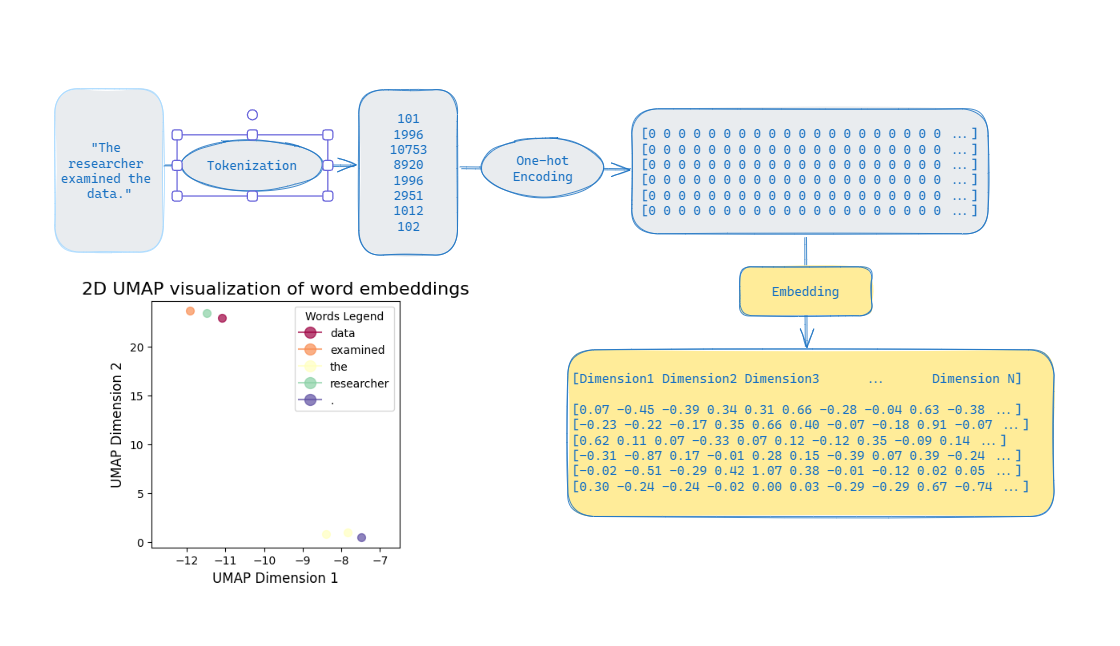 "The
researcher
examined the
data."
Tokenization
101
1996
10753
8920
1996
2951
1012
102
One-hot
Encoding
[0 0 0 0 0 0 0 0 0 0 0 0 0 0 0 0 0 0 0 0 ...]
[0 0 0 0 0 0 0 0 0 0 0 0 0 0 0 0 0 0 0 0 ...]
[0 0 0 0 0 0 0 0 0 0 0 0 0 0 0 0 0 0 0 0 ...]
[0 0 0 0 0 0 0 0 0 0 0 0 0 0 0 0 0 0 0 0 ...]
[0 0 0 0 0 0 0 0 0 0 0 0 0 0 0 0 0 0 0 0 ...]
[0 0 0 0 0 0 0 0 0 0 0 0 0 0 0 0 0 0 0 0 ...]
Embedding
[Dimension1 Dimension2 Dimension3 ... Dimension N]
[0.07 -0.45 -0.39 0.34 0.31 0.66 -0.28 -0.04 0.63 -0.38 ...]
[-0.23 -0.22 -0.17 0.35 0.66 0.40 -0.07 -0.18 0.91 -0.07 ...]
[0.62 0.11 0.07 -0.33 0.07 0.12 -0.12 0.35 -0.09 0.14 ...]
[-0.31 -0.87 0.17 -0.01 0.28 0.15 -0.39 0.07 0.39 -0.24 ...]
[-0.02 -0.51 -0.29 0.42 1.07 0.38 -0.01 -0.12 0.02 0.05 ...]
[0.30 -0.24 -0.24 -0.02 0.00 0.03 -0.29 -0.29 0.67 -0.74 ...]
2D UMAP visualization of word embeddings
Words Legend
data
examined
the
researcher
.
UMAP Dimension 2
20
15
10
5
0
−12 −11 −10 −9 −8 −7
UMAP Dimension 1